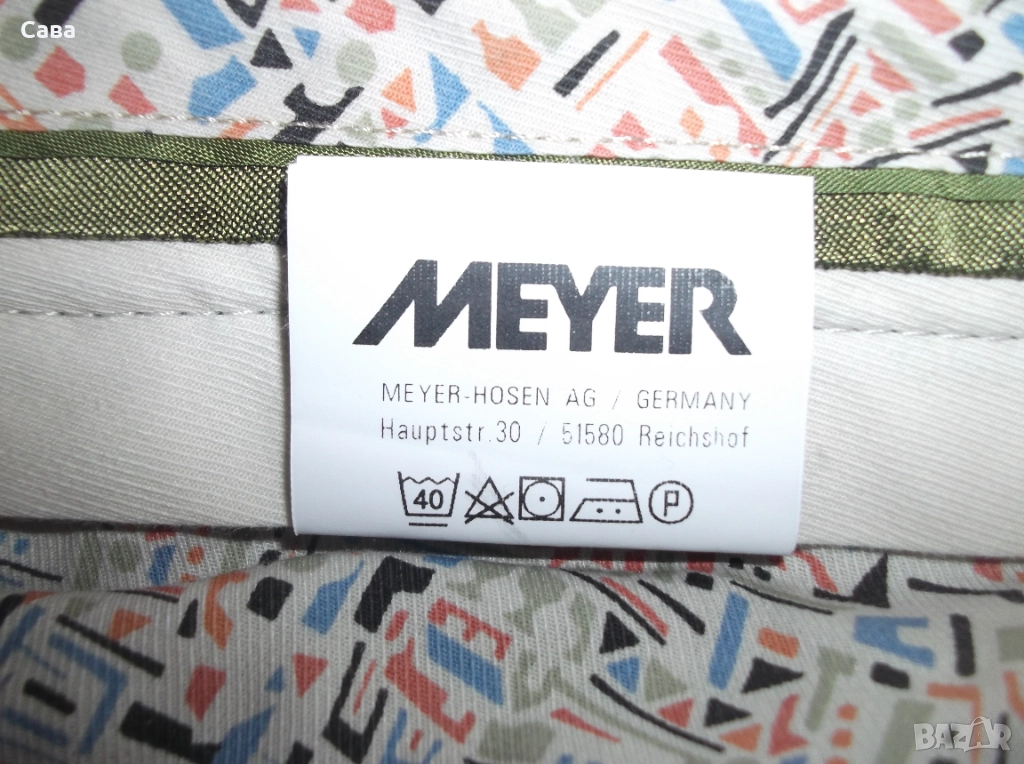 Сава
MEYER
MEYER-HOSEN AG / GERMANY
Hauptstr.30 / 51580 Reichshof
40 P
BAZAR